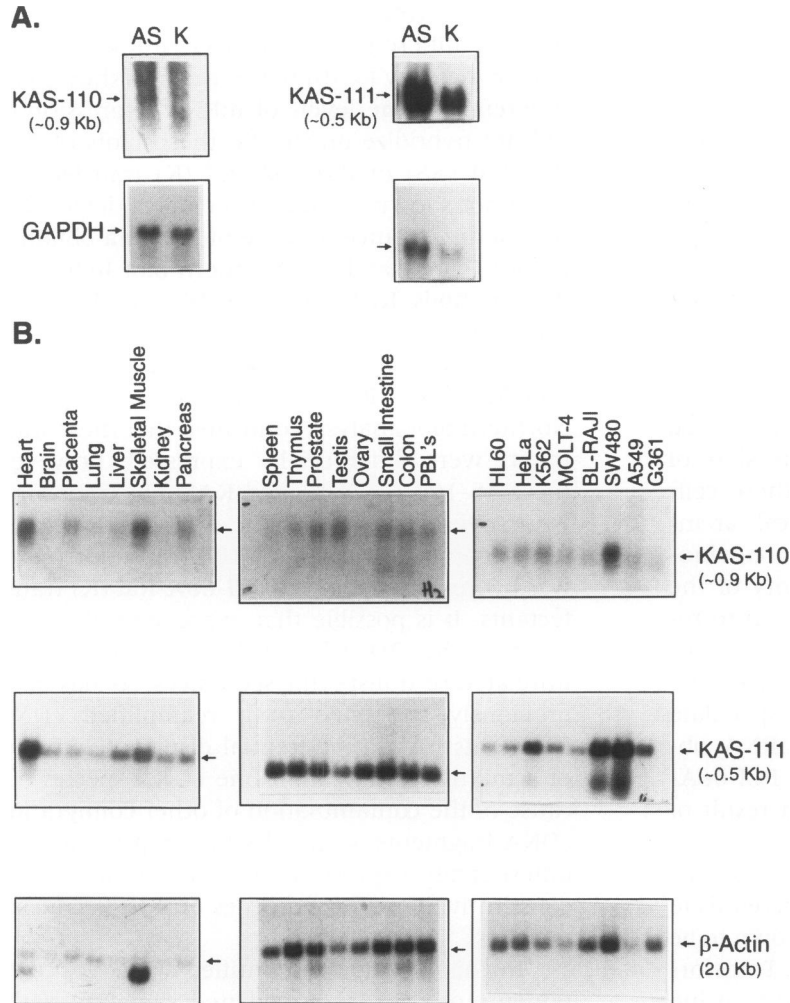 A.
AS K
KAS-110
(~0.9 Kb)
AS K
KAS-111
(~0.5 Kb)
GAPDH
B.
Heart
Brain
Placenta
Lung
Liver
Skeletal Muscle
Kidney
Pancreas
Spleen
Thymus
Prostate
Testis
Ovary
Small Intestine
Colon
PBL's
HL60
HeLa
K562
MOLT-4
BL-RAJI
SW480
A549
G361
H2
KAS-110
(~0.9 Kb)
KAS-111
(~0.5 Kb)
β-Actin
(2.0 Kb)